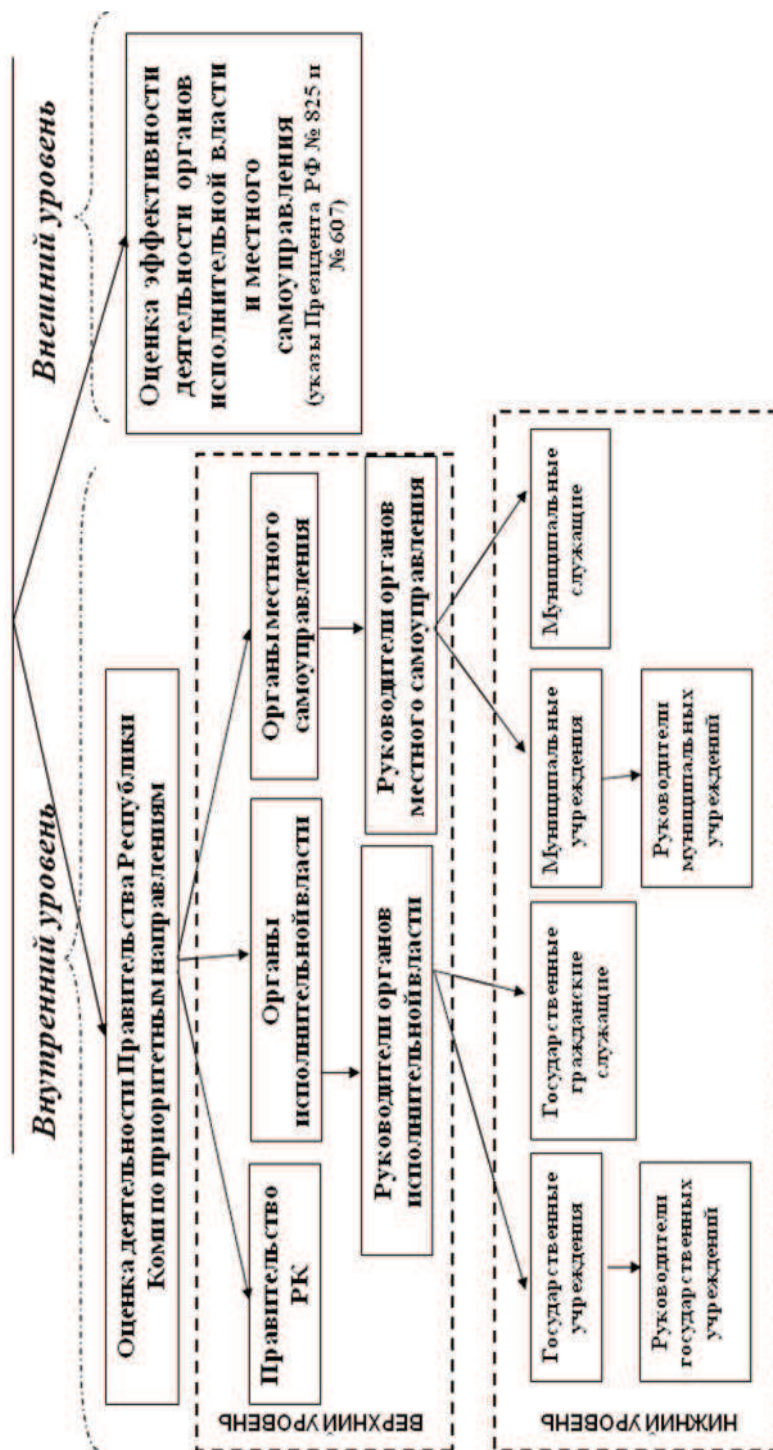 Внутренний уровень
Внешний уровень
Оценка деятельности Правительства Республики
Коми по приоритетным направлениям
Оценка эффективности
деятельности органов
исполнительной власти
и местного
самоуправления
(указы Президента РФ № 825 и
№ 607)
ВЕРХНИЙ УРОВЕНЬ
Правительство
РК
Органы
исполнительной власти
Органы местного
самоуправления
Руководители органов
исполнительной власти
Руководители органов
местного самоуправления
НИЖНИЙ УРОВЕНЬ
Государственные
учреждения
Государственные
гражданские
служащие
Муниципальные
учреждения
Муниципальные
служащие
Руководители
государственных
учреждений
Руководители
муниципальных
учреждений